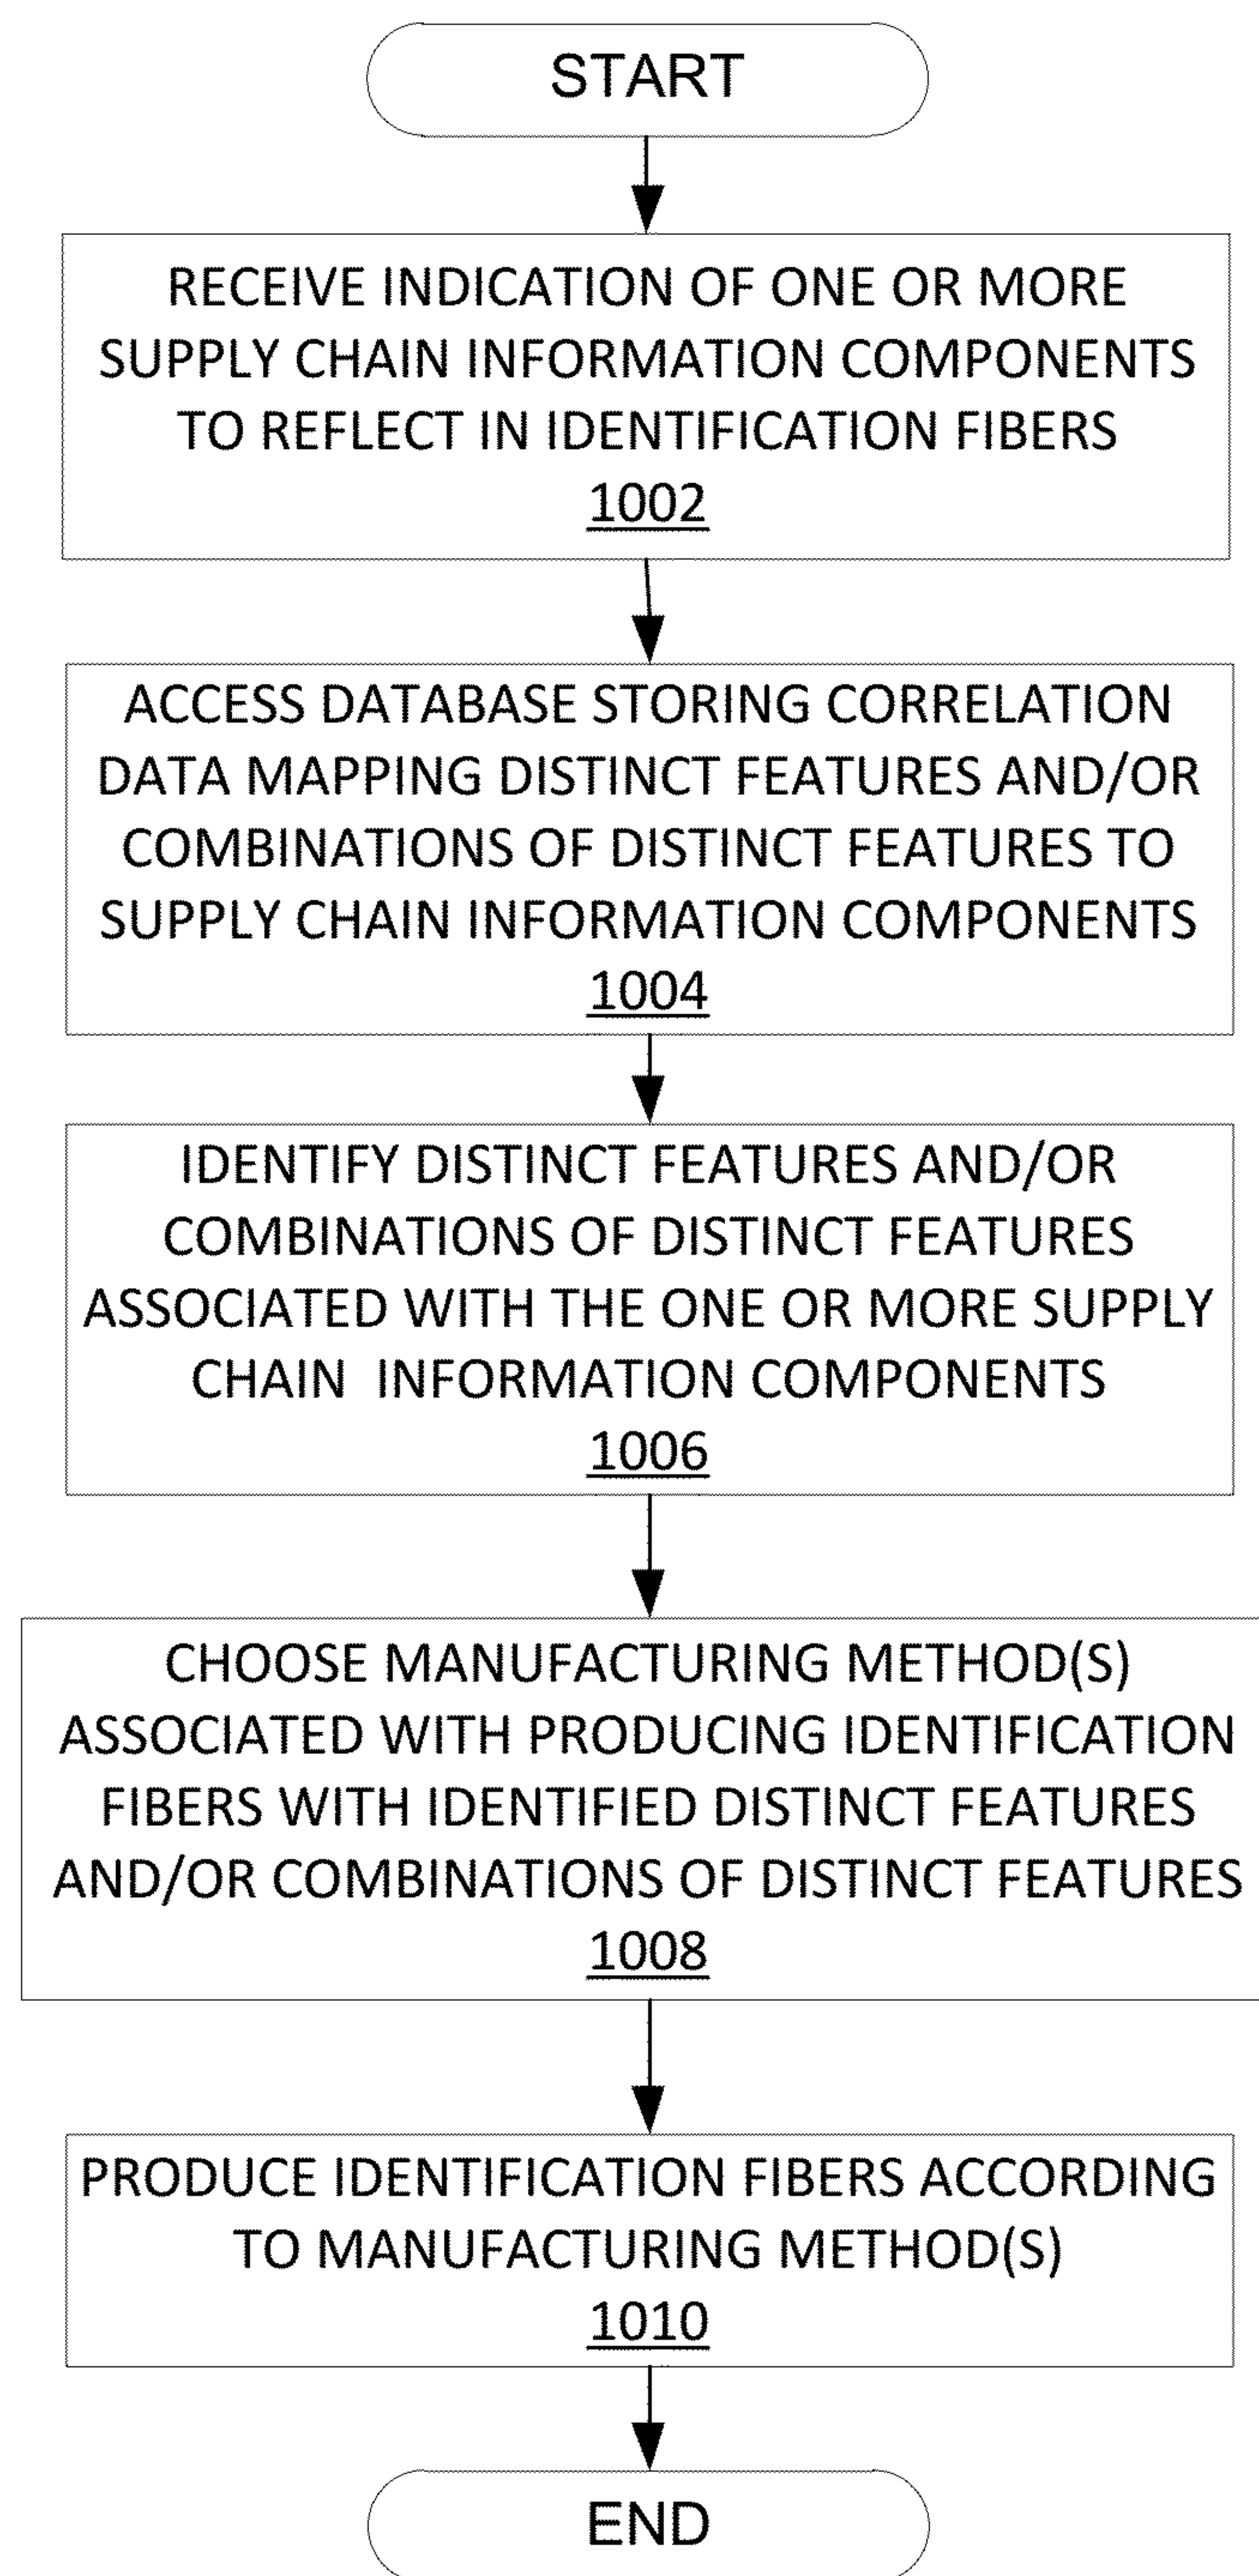 START
RECEIVE INDICATION OF ONE OR MORE
SUPPLY CHAIN INFORMATION COMPONENTS
TO REFLECT IN IDENTIFICATION FIBERS
1002
ACCESS DATABASE STORING CORRELATION
DATA MAPPING DISTINCT FEATURES AND/OR
COMBINATIONS OF DISTINCT FEATURES TO
SUPPLY CHAIN INFORMATION COMPONENTS
1004
IDENTIFY DISTINCT FEATURES AND/OR
COMBINATIONS OF DISTINCT FEATURES
ASSOCIATED WITH THE ONE OR MORE SUPPLY
CHAIN  INFORMATION COMPONENTS
1006
CHOOSE MANUFACTURING METHOD(S)
ASSOCIATED WITH PRODUCING IDENTIFICATION
FIBERS WITH IDENTIFIED DISTINCT FEATURES
AND/OR COMBINATIONS OF DISTINCT FEATURES
1008
PRODUCE IDENTIFICATION FIBERS ACCORDING
TO MANUFACTURING METHOD(S)
1010
END